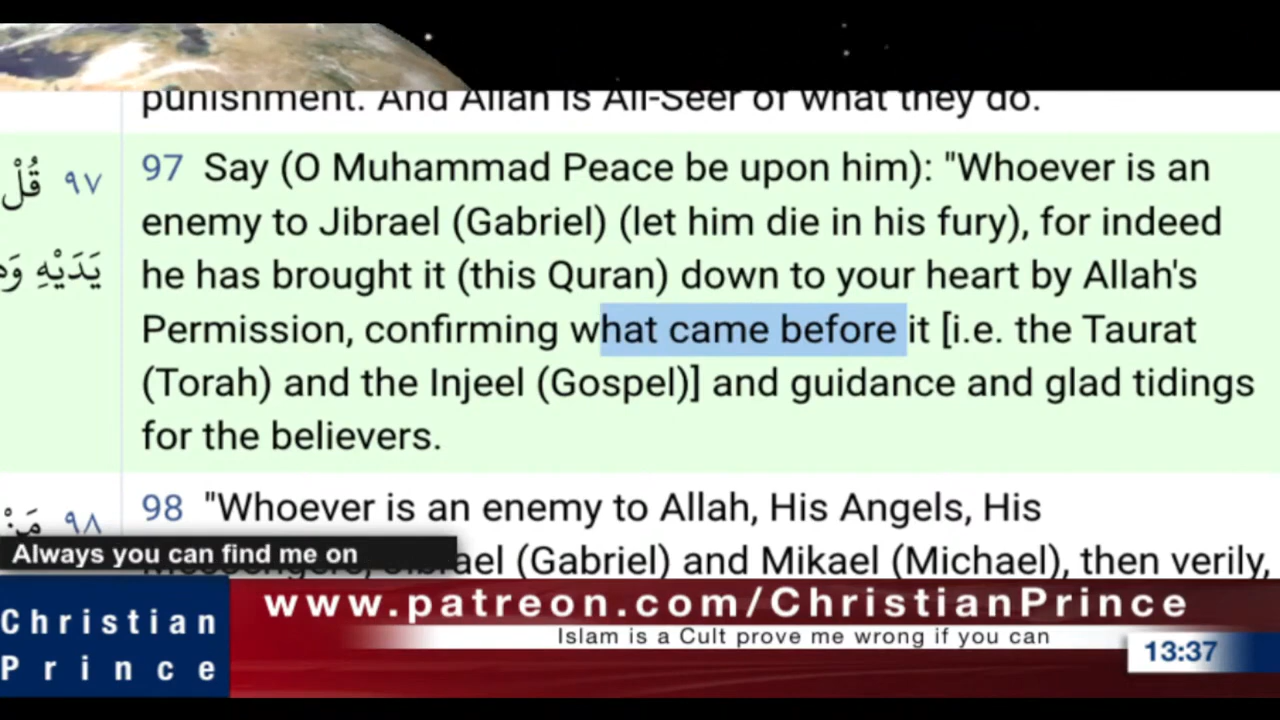 punishment. And Allah is All-Seer of what they do.
٩٧ قُلْ
يَدَيْهِ
97 Say (O Muhammad Peace be upon him): "Whoever is an
enemy to Jibrael (Gabriel) (let him die in his fury), for indeed
he has brought it (this Quran) down to your heart by Allah's
Permission, confirming what came before it [i.e. the Taurat
(Torah) and the Injeel (Gospel)] and guidance and glad tidings
for the believers.
٩٨
98 "Whoever is an enemy to Allah, His Angels, His
(Gabriel) and Mikael (Michael), then verily,
Always you can find me on
www.patreon.com/ChristianPrince
Islam is a Cult prove me wrong if you can
Christian
Prince
13:37